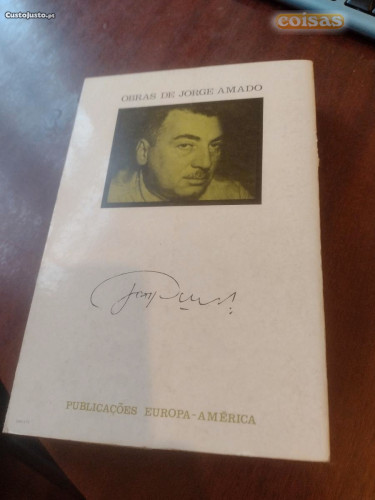 CustoJusto.pt
coisas
OBRAS DE JORGE AMADO
PUBLICAÇÕES EUROPA-AMÉRICA